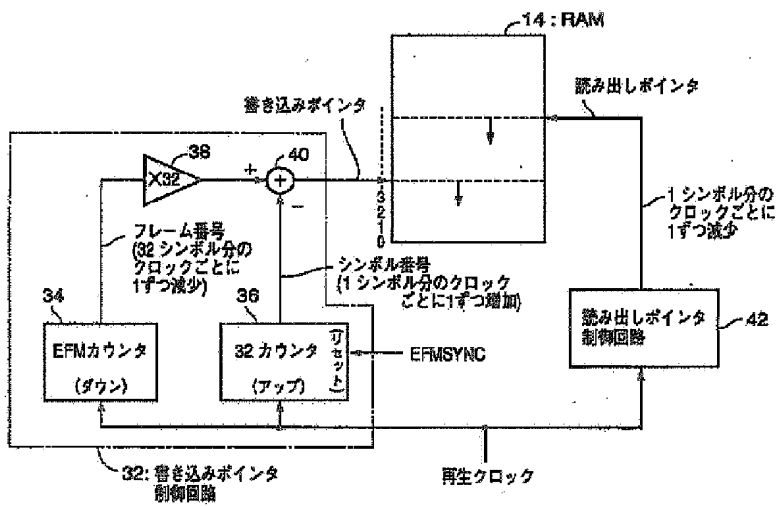 14：RAM
読み出しポインタ
書き込みポインタ
38
×32
+
40
+
−
3
2
1
0
フレーム番号
(32 シンボル分の
クロックごとに
1ずつ減少)
シンボル番号
(1 シンボル分のクロック
ごとに1ずつ増加)
1 シンボル分の
クロックごとに
1ずつ減少
34
EFMカウンタ
(ダウン)
36
32 カウンタ
(アップ)
(リセット)
EFMSYNC
読み出しポインタ
制御回路
42
32：書き込みポインタ
制御回路
再生クロック